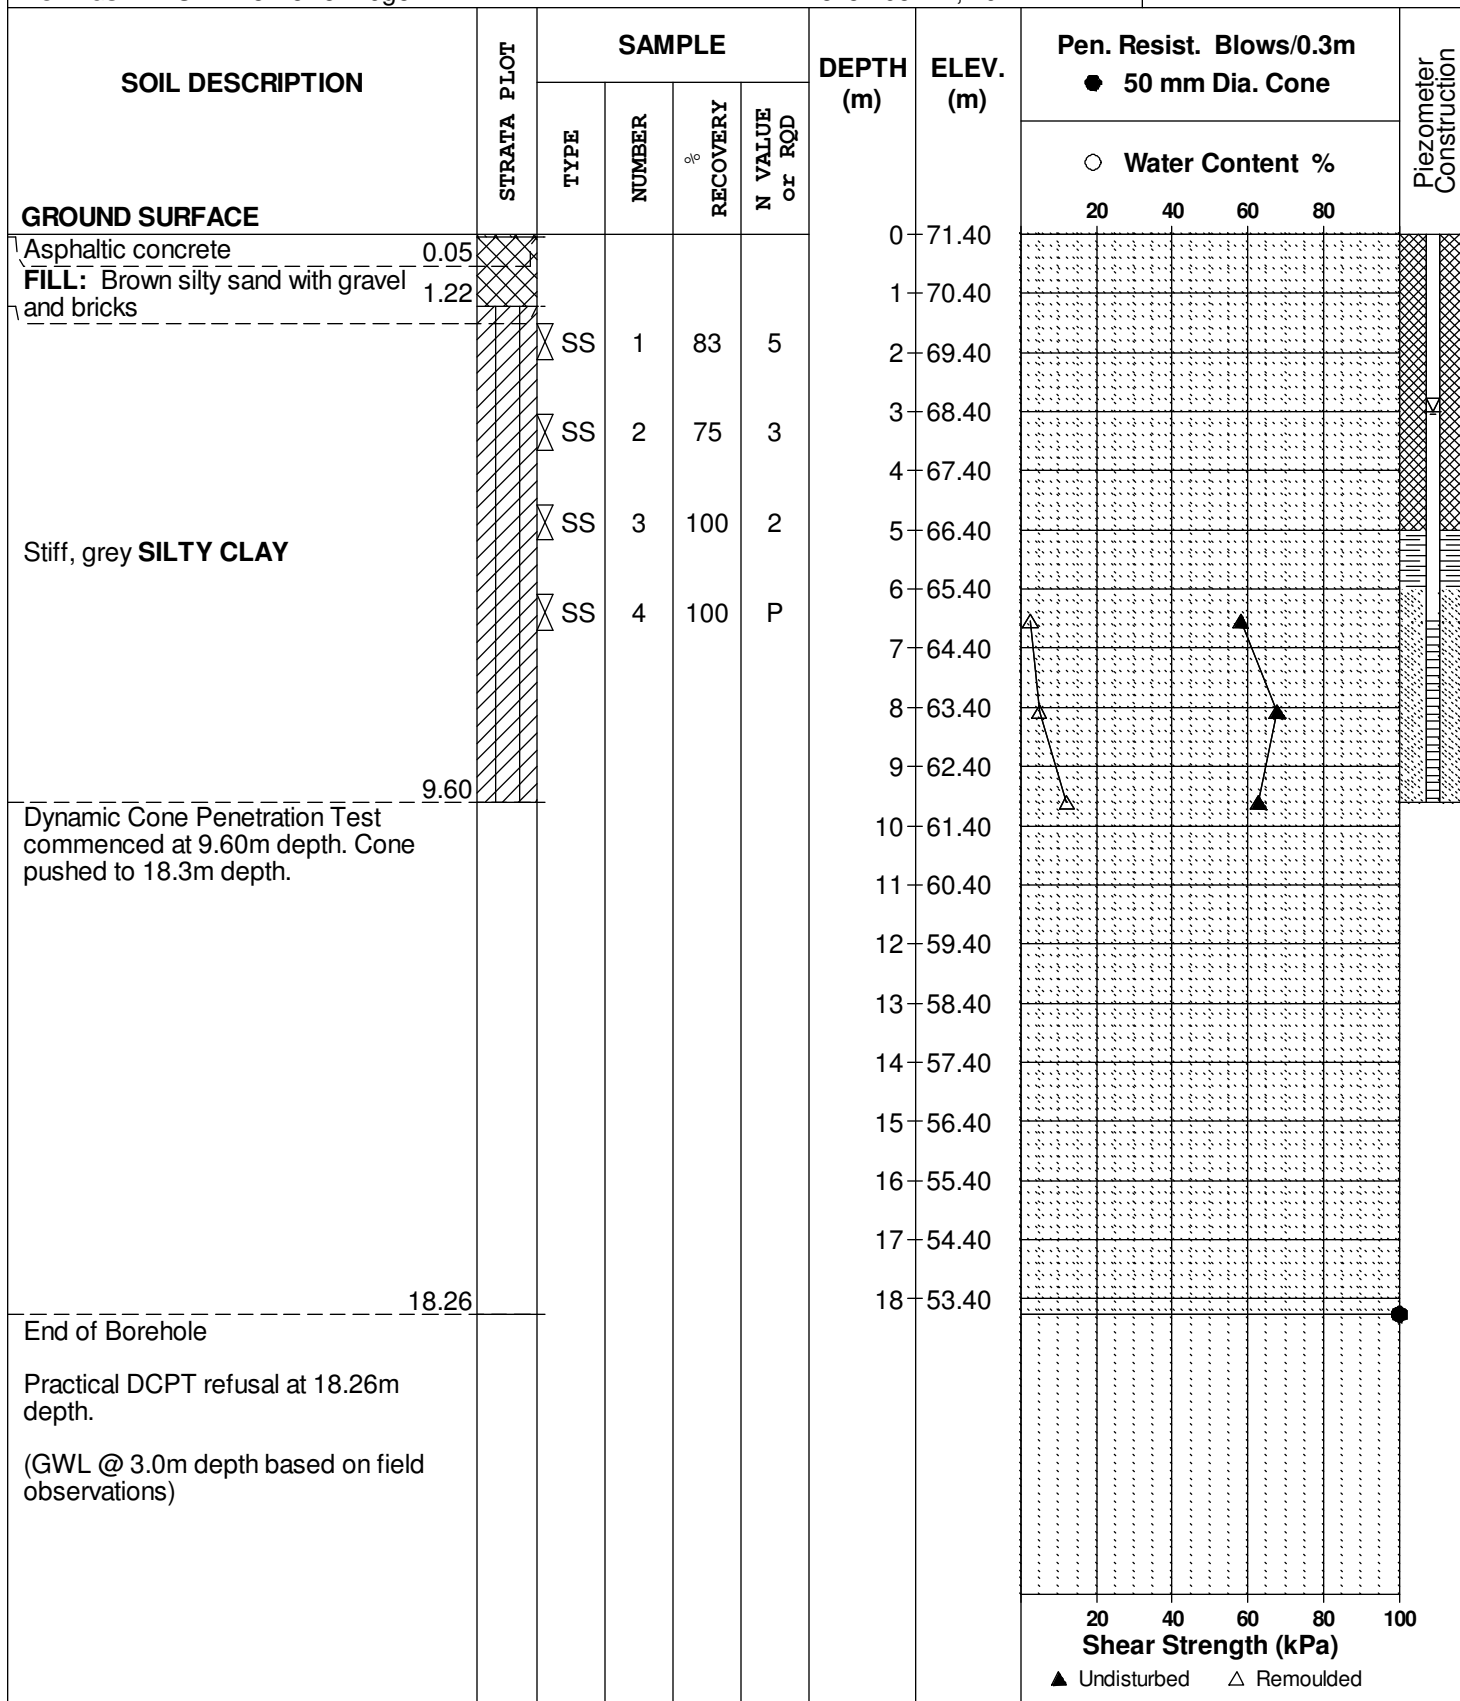 SOIL DESCRIPTION
GROUND SURFACE
STRATA PLOT
SAMPLE
TYPE
NUMBER
% RECOVERY
N VALUE or RQD
DEPTH (m)
ELEV. (m)
Pen. Resist. Blows/0.3m
● 50 mm Dia. Cone
○ Water Content %
20 40 60 80
Piezometer Construction
Asphaltic concrete 0.05
FILL: Brown silty sand with gravel
and bricks 1.22
Stiff, grey SILTY CLAY
9.60
SS 1 83 5
SS 2 75 3
SS 3 100 2
SS 4 100 P
0 71.40
1 70.40
2 69.40
3 68.40
4 67.40
5 66.40
6 65.40
7 64.40
8 63.40
9 62.40
10 61.40
11 60.40
12 59.40
13 58.40
14 57.40
15 56.40
16 55.40
17 54.40
18 53.40
Dynamic Cone Penetration Test
commenced at 9.60m depth. Cone
pushed to 18.3m depth.
18.26
End of Borehole
Practical DCPT refusal at 18.26m
depth.
(GWL @ 3.0m depth based on field
observations)
20 40 60 80 100
Shear Strength (kPa)
▲ Undisturbed △ Remoulded